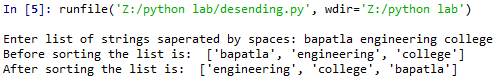 In [5]: runfile('Z:/python lab/desending.py', wdir='Z:/python lab')
Enter list of strings saperated by spaces: bapatla engineering college
Before sorting the list is:  ['bapatla', 'engineering', 'college']
After sorting the list is:  ['engineering', 'college', 'bapatla']